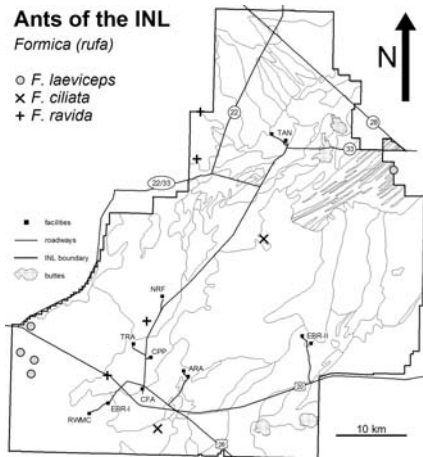 Ants of the INL
Formica (rufa)
F. laeviceps
F. ciliata
F. ravida
N
22
28
TAN
33
22/33
facilities
roadways
INL boundary
buttes
NRF
TRA
CPP
EBR-II
ARA
CFA
EBR-I
RWMC
20
26
10 km